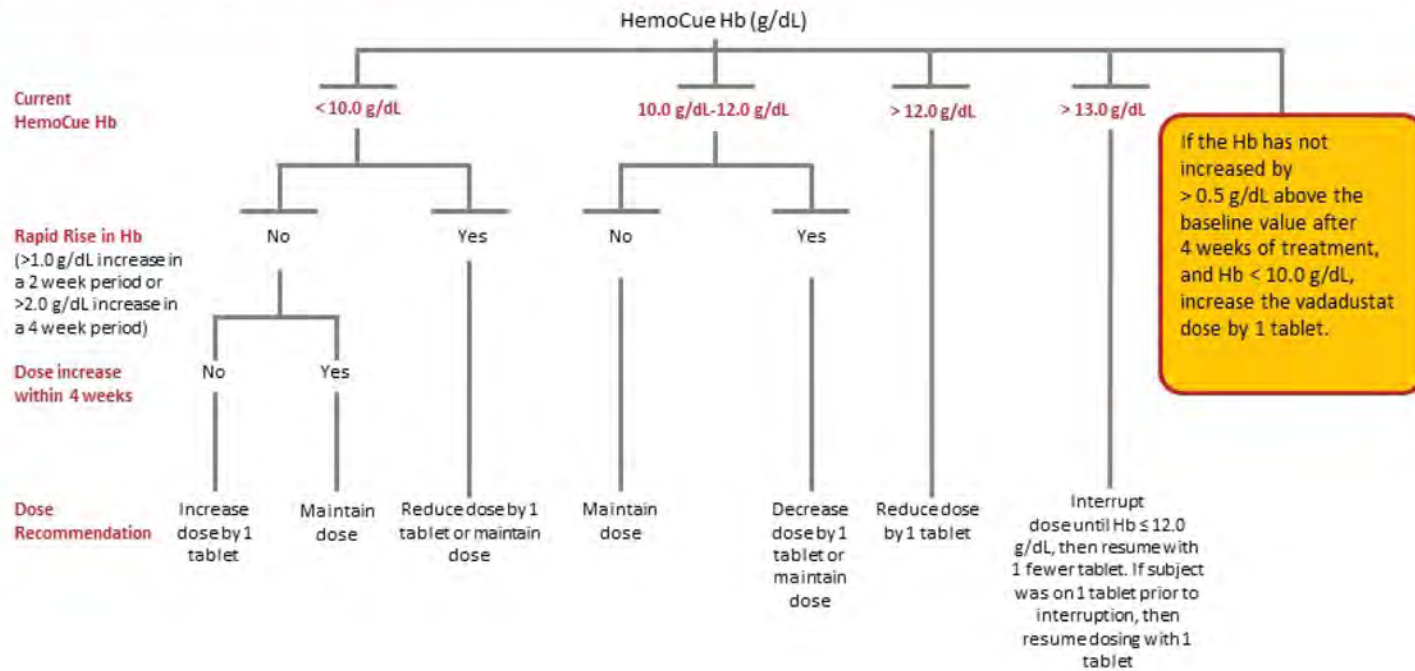 HemoCue Hb (g/dL)
Current
HemoCue Hb
< 10.0 g/dL
10.0 g/dL-12.0 g/dL
> 12.0 g/dL
> 13.0 g/dL
If the Hb has not
increased by
> 0.5 g/dL above the
baseline value after
4 weeks of treatment,
and Hb < 10.0 g/dL,
increase the vadadustat
dose by 1 tablet.
Rapid Rise in Hb
(>1.0 g/dL increase in
a 2 week period or
>2.0 g/dL increase in
a 4 week period)
No
Yes
No
Yes
Dose increase
within 4 weeks
No
Yes
Dose
Recommendation
Increase
dose by 1
tablet
Maintain
dose
Reduce dose by 1
tablet or maintain
dose
Maintain
dose
Decrease
dose by 1
tablet or
maintain
dose
Reduce dose
by 1 tablet
Interrupt
dose until Hb ≤ 12.0
g/dL, then resume with
1 fewer tablet. If subject
was on 1 tablet prior to
interruption, then
resume dosing with 1
tablet